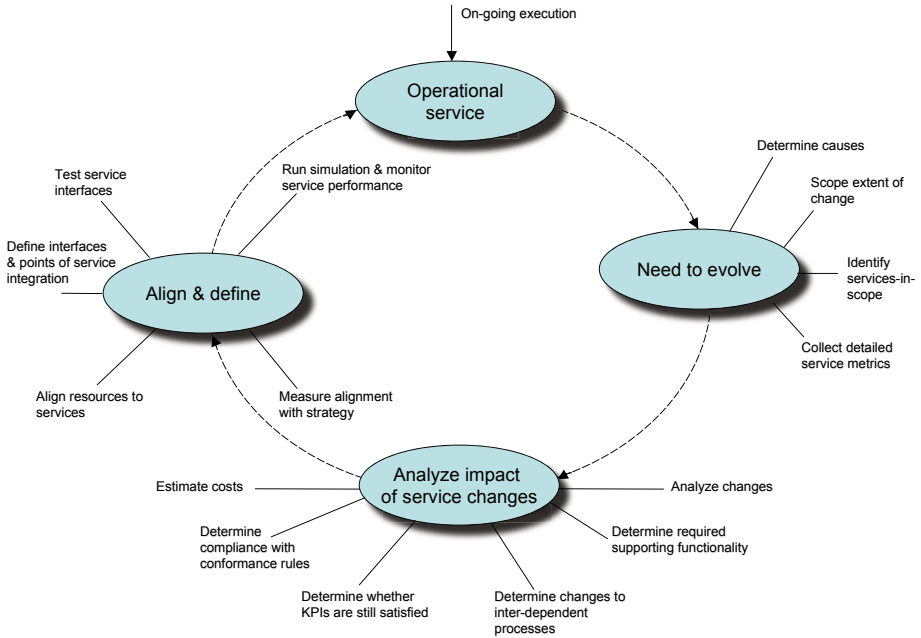 On-going execution
Operational
service
Determine causes
Scope extent of
change
Need to evolve
Identify
services-in-
scope
Collect detailed
service metrics
Analyze impact
of service changes
Analyze changes
Determine required
supporting functionality
Determine changes to
inter-dependent
processes
Determine whether
KPIs are still satisfied
Determine
compliance with
conformance rules
Estimate costs
Align & define
Measure alignment
with strategy
Align resources to
services
Define interfaces
& points of service
integration
Test service
interfaces
Run simulation & monitor
service performance